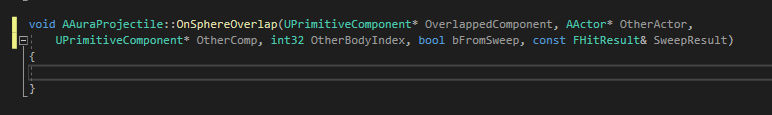 void AAuraProjectile::OnSphereOverlap(UPrimitiveComponent* OverlappedComponent, AActor* OtherActor,
UPrimitiveComponent* OtherComp, int32 OtherBodyIndex, bool bFromSweep, const FHitResult& SweepResult)
{
}